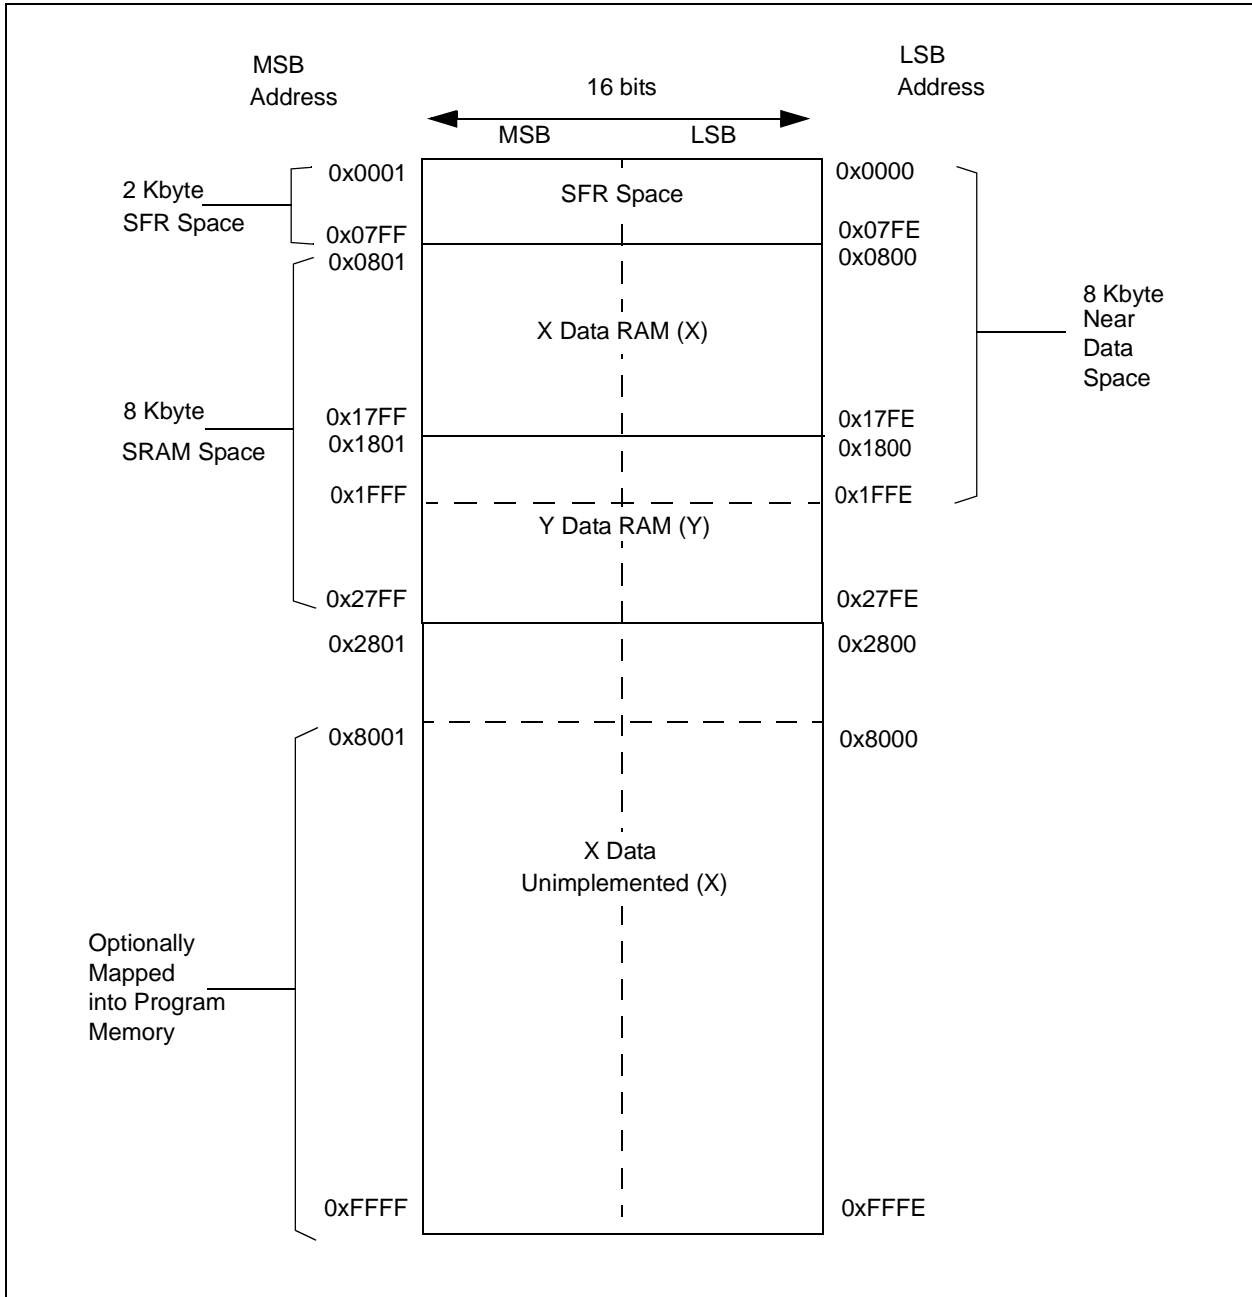 MSB
Address
LSB
Address
16 bits
MSB
LSB
0x0001
0x0000
2 Kbyte
SFR Space
SFR Space
0x07FF
0x07FE
0x0801
0x0800
8 Kbyte
Near
Data
Space
X Data RAM (X)
8 Kbyte
SRAM Space
0x17FF
0x17FE
0x1801
0x1800
0x1FFF
0x1FFE
Y Data RAM (Y)
0x27FF
0x27FE
0x2801
0x2800
0x8001
0x8000
X Data
Unimplemented (X)
Optionally
Mapped
into Program
Memory
0xFFFF
0xFFFE